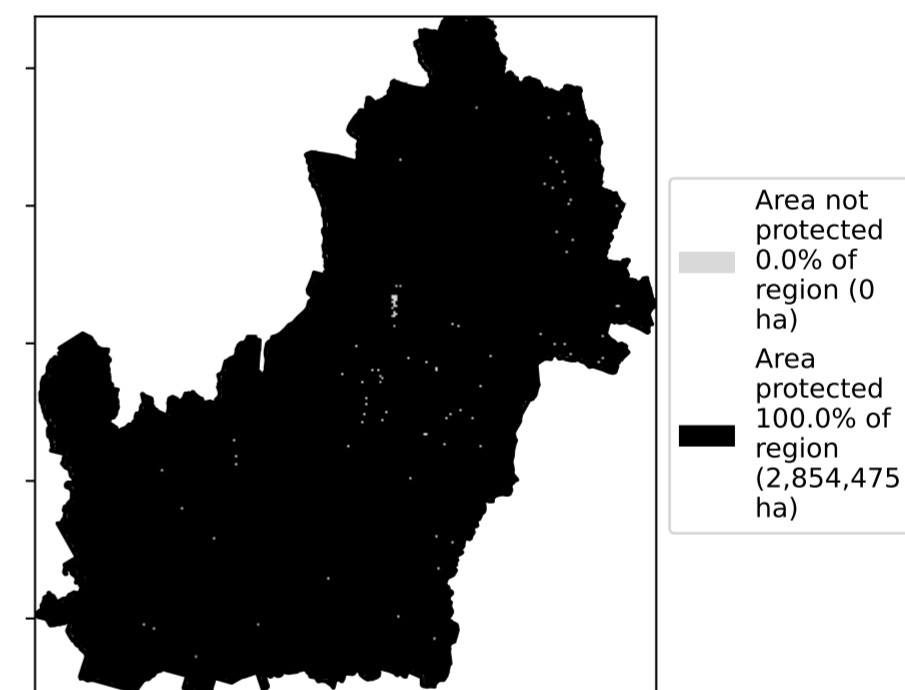 Area not
protected
0.0% of
region (0
ha)
Area
protected
100.0% of
region
(2,854,475
ha)